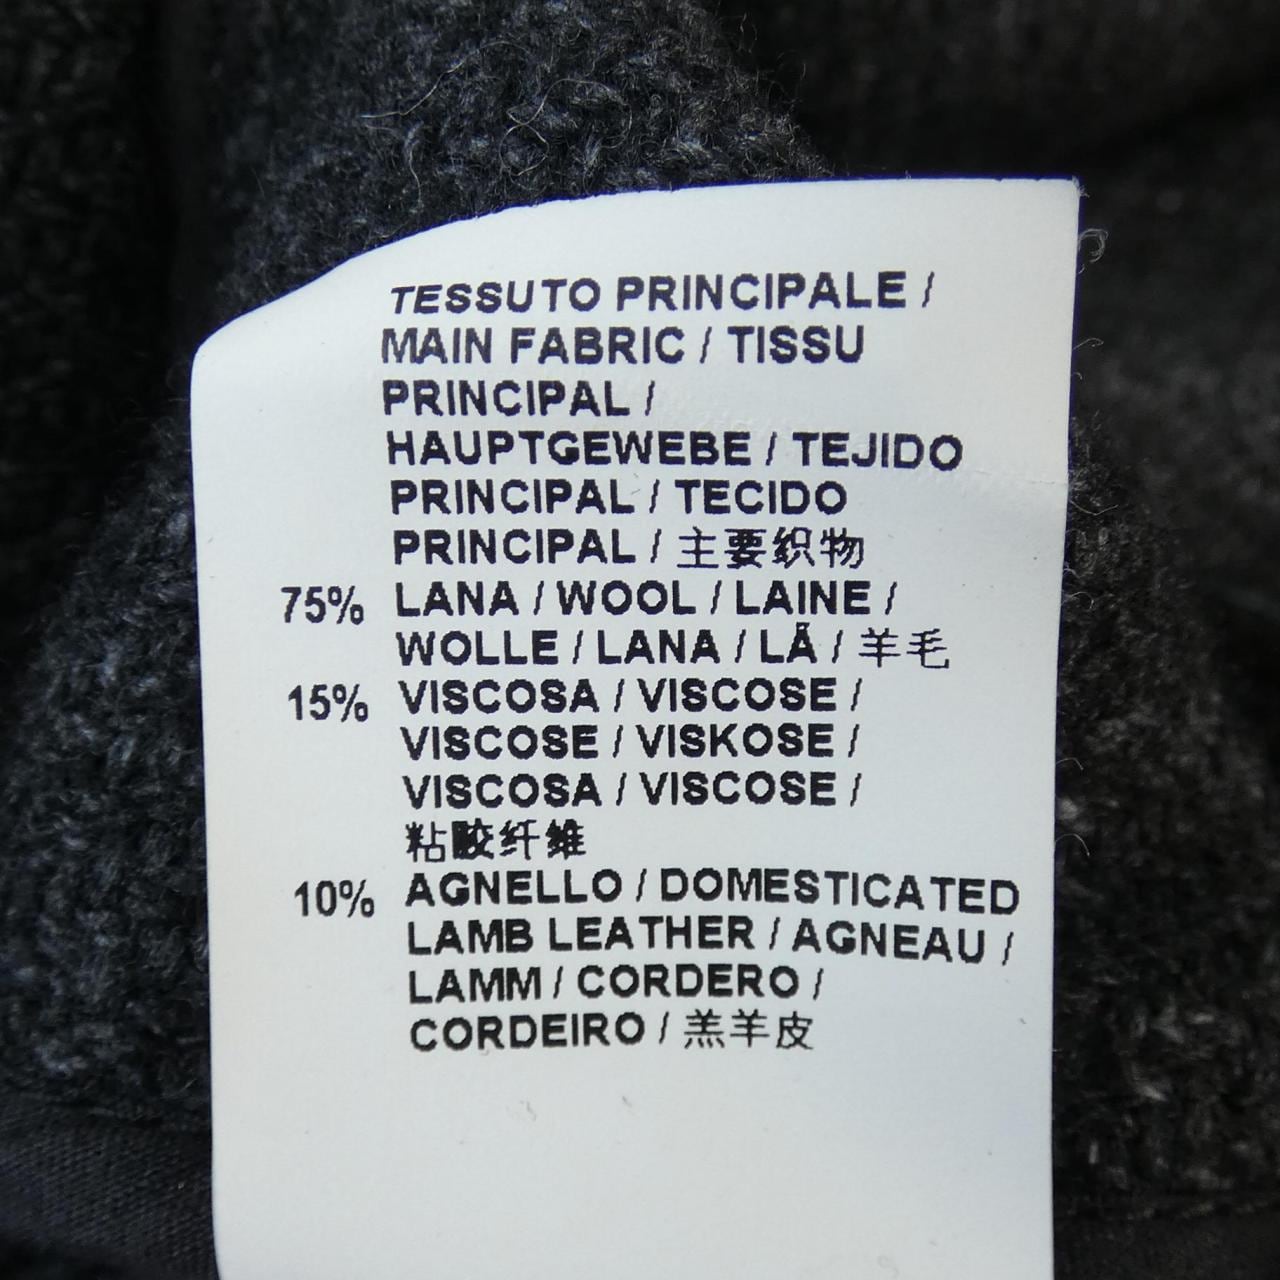 TESSUTO PRINCIPALE /
MAIN FABRIC / TISSU
PRINCIPAL /
HAUPTGEWEBE / TEJIDO
PRINCIPAL / TECIDO
PRINCIPAL / 主要织物
75% LANA / WOOL / LAINE /
WOLLE / LANA / LÃ / 羊毛
15% VISCOSA / VISCOSE /
VISCOSE / VISKOSE /
VISCOSA / VISCOSE /
粘胶纤维
10% AGNELLO / DOMESTICATED
LAMB LEATHER / AGNEAU /
LAMM / CORDERO /
CORDEIRO / 羔羊皮